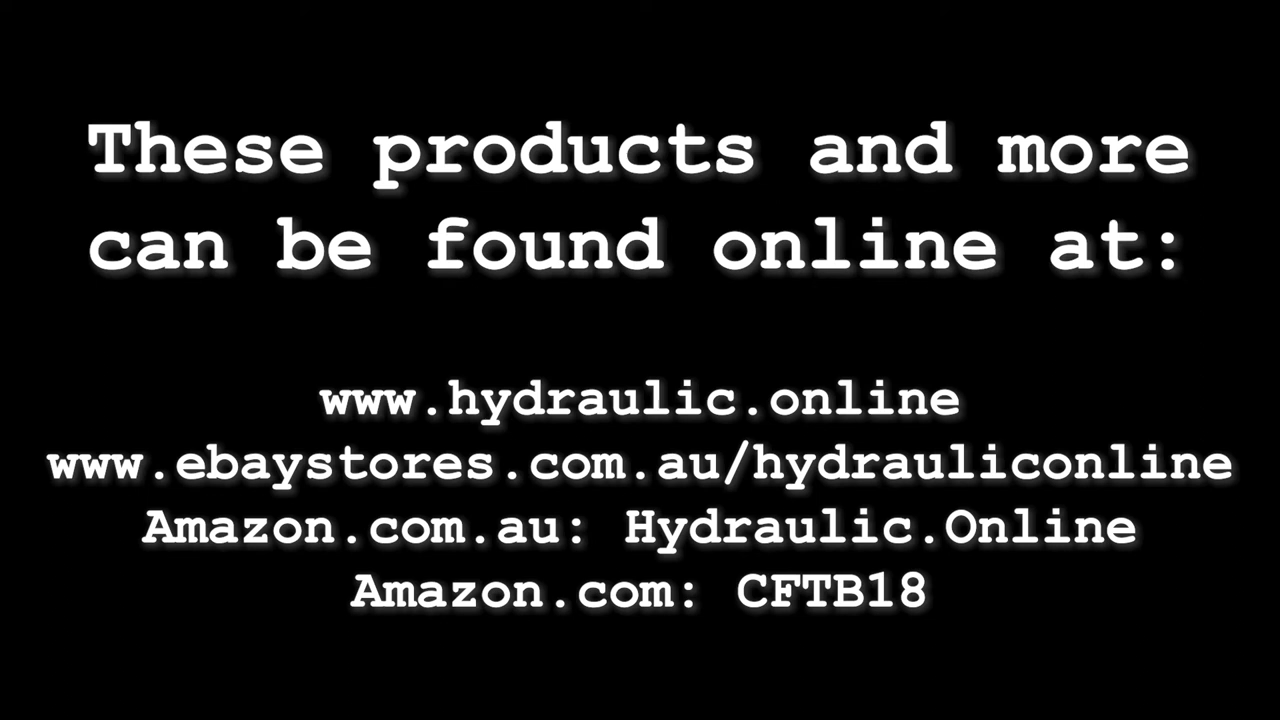 These products and more
can be found online at:
www.hydraulic.online
www.ebaystores.com.au/hydrauliconline
Amazon.com.au: Hydraulic.Online
Amazon.com: CFTB18